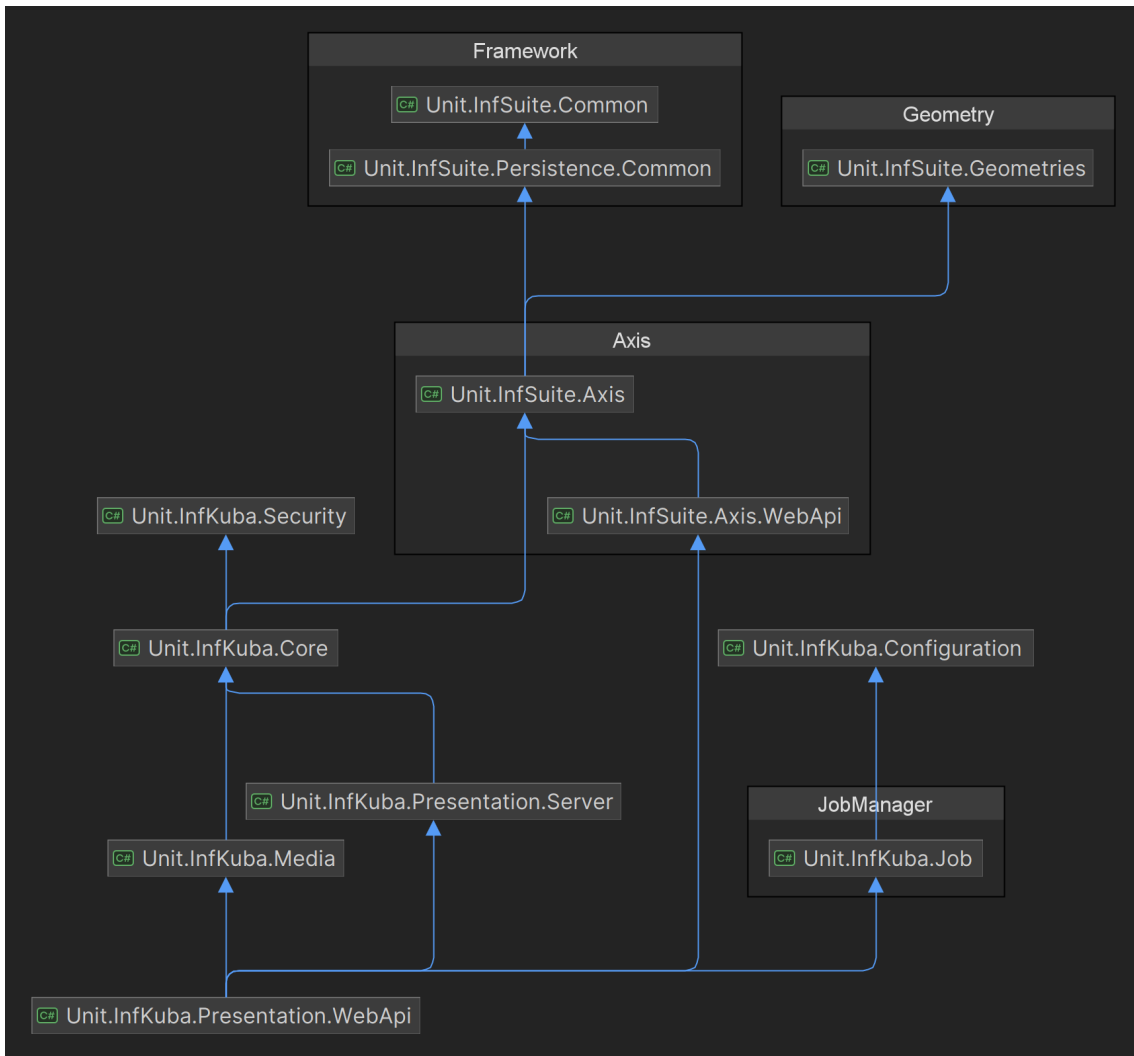 Framework
C# Unit.InfSuite.Common
Geometry
C# Unit.InfSuite.Persistence.Common
C# Unit.InfSuite.Geometries
Axis
C# Unit.InfSuite.Axis
C# Unit.InfKuba.Security
C# Unit.InfSuite.Axis.WebApi
C# Unit.InfKuba.Core
C# Unit.InfKuba.Configuration
C# Unit.InfKuba.Presentation.Server
JobManager
C# Unit.InfKuba.Media
C# Unit.InfKuba.Job
C# Unit.InfKuba.Presentation.WebApi